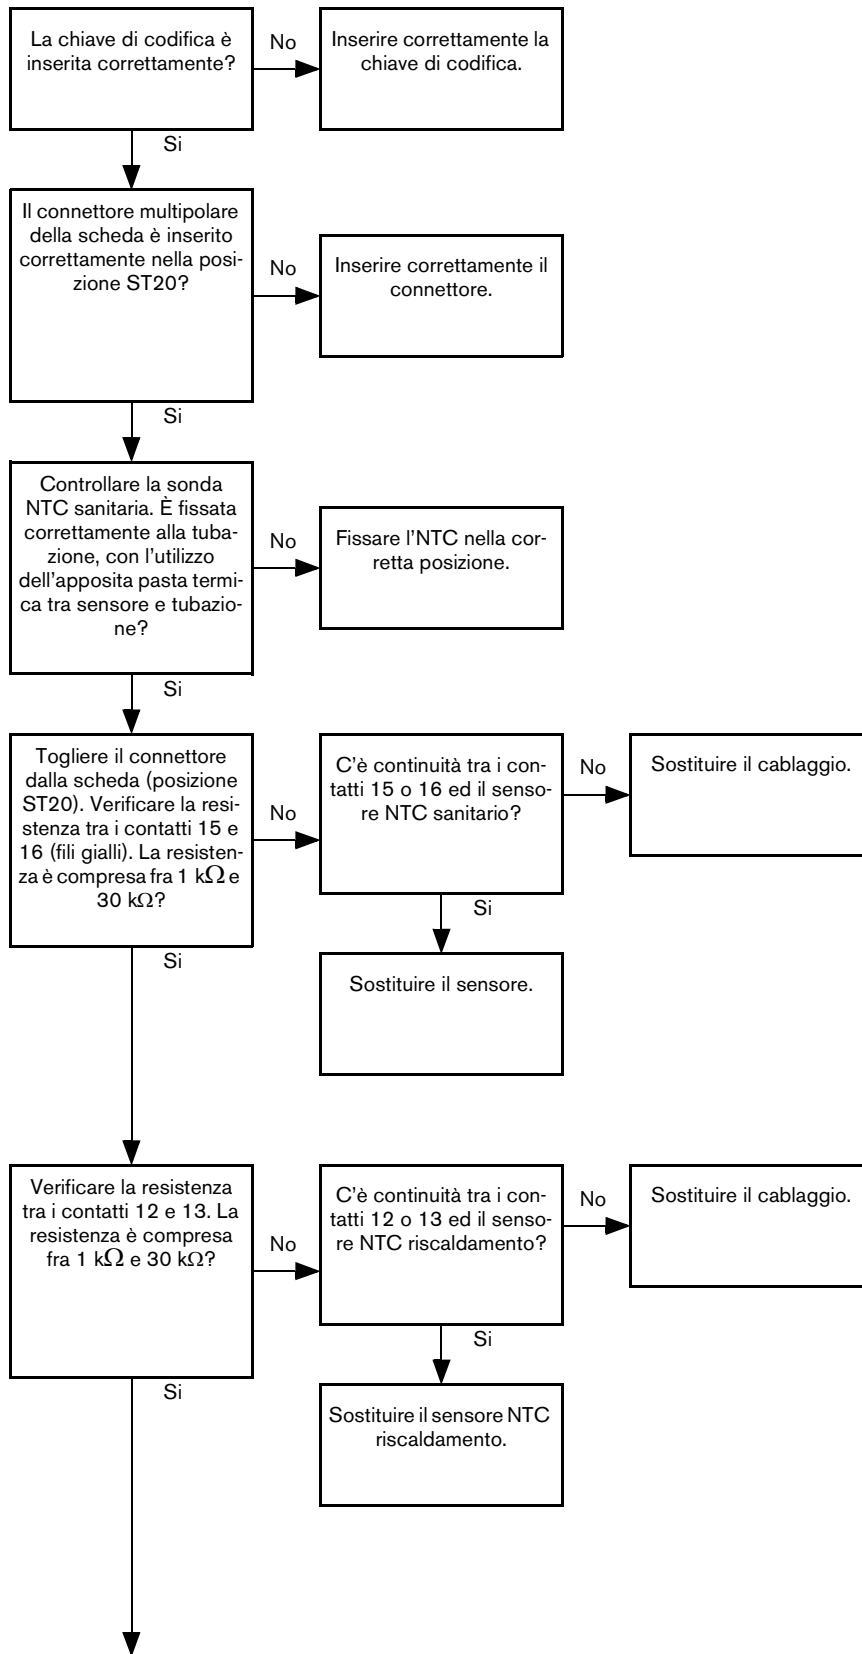 La chiave di codifica è
inserita correttamente?
No
Inserire correttamente la
chiave di codifica.
Si
Il connettore multipolare
della scheda è inserito
correttamente nella posi-
zione ST20?
No
Inserire correttamente il
connettore.
Si
Controllare la sonda
NTC sanitaria. È fissata
correttamente alla tuba-
zione, con l'utilizzo
dell'apposita pasta termi-
ca tra sensore e tubazio-
ne?
No
Fissare l'NTC nella cor-
retta posizione.
Si
Togliere il connettore
dalla scheda (posizione
ST20). Verificare la resi-
stenza tra i contatti 15 e
16 (fili gialli). La resisten-
za è compresa fra 1 kΩ e
30 kΩ?
No
C'è continuità tra i con-
tatti 15 o 16 ed il senso-
re NTC sanitario?
No
Sostituire il cablaggio.
Si
Sostituire il sensore.
Si
Verificare la resistenza
tra i contatti 12 e 13. La
resistenza è compresa
fra 1 kΩ e 30 kΩ?
No
C'è continuità tra i con-
tatti 12 o 13 ed il senso-
re NTC riscaldamento?
No
Sostituire il cablaggio.
Si
Sostituire il sensore NTC
riscaldamento.
Si